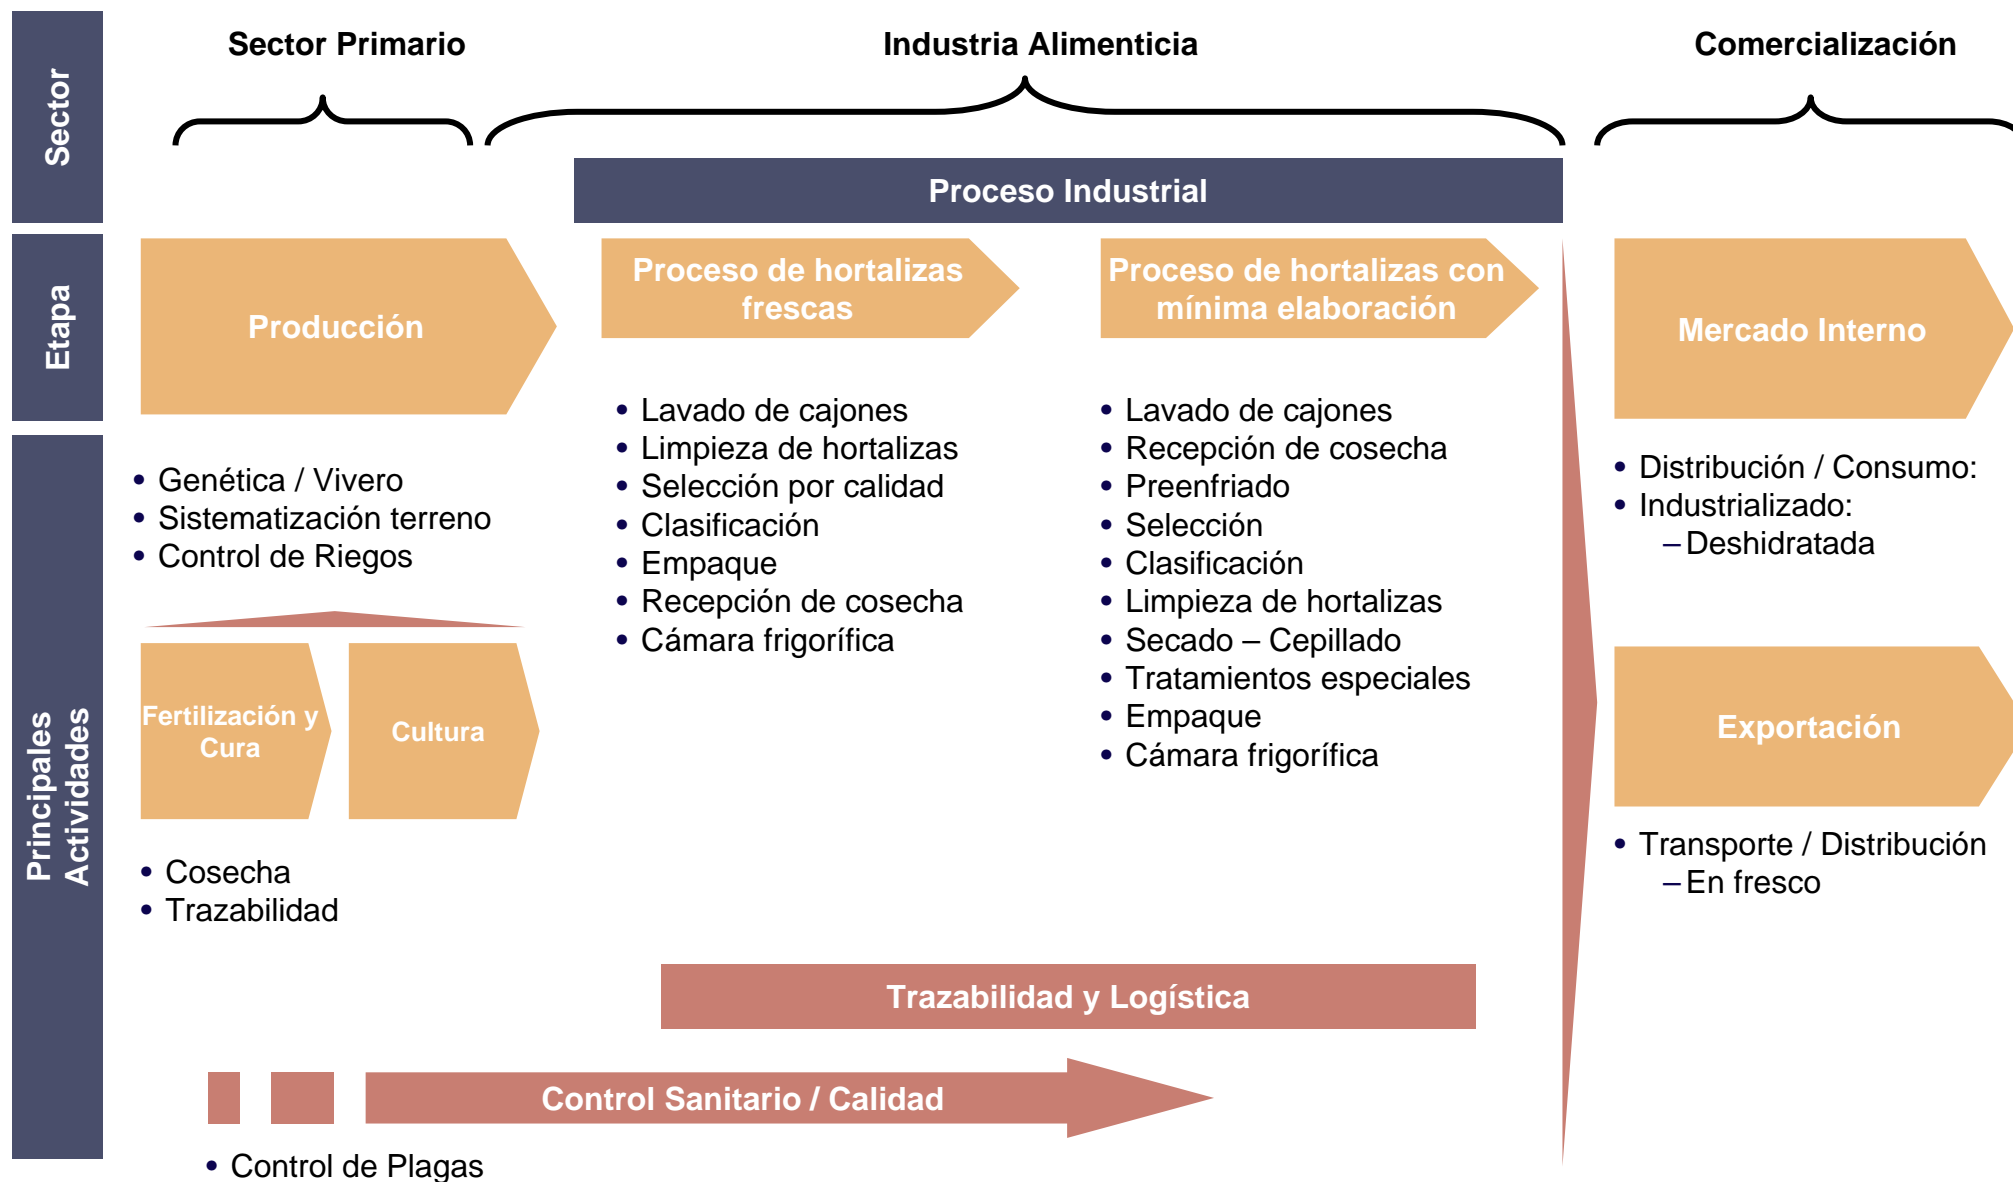 Sector
Sector Primario
Industria Alimenticia
Comercialización
Proceso Industrial
Etapa
Producción
Proceso de hortalizas
frescas
Proceso de hortalizas con
mínima elaboración
Mercado Interno
Principales
Actividades
• Genética / Vivero
• Sistematización terreno
• Control de Riegos
Fertilización y
Cura
Cultura
• Cosecha
• Trazabilidad
• Lavado de cajones
• Limpieza de hortalizas
• Selección por calidad
• Clasificación
• Empaque
• Recepción de cosecha
• Cámara frigorífica
• Lavado de cajones
• Recepción de cosecha
• Preenfriado
• Selección
• Clasificación
• Limpieza de hortalizas
• Secado – Cepillado
• Tratamientos especiales
• Empaque
• Cámara frigorífica
• Distribución / Consumo:
• Industrializado:
– Deshidratada
Exportación
• Transporte / Distribución
– En fresco
Trazabilidad y Logística
Control Sanitario / Calidad
• Control de Plagas